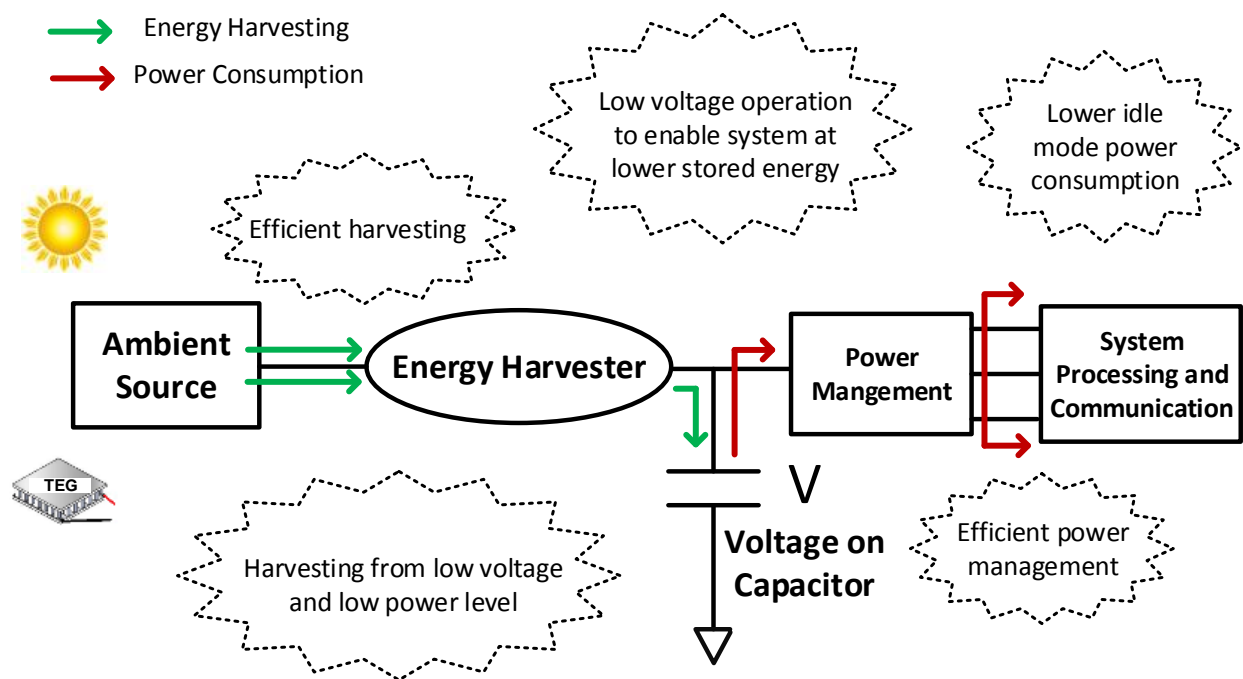 Energy Harvesting
Power Consumption
Low voltage operation
to enable system at
lower stored energy
Lower idle
mode power
consumption
Efficient harvesting
Ambient
Source
Energy Harvester
Power
Mangement
System
Processing and
Communication
TEG
V
Voltage on
Capacitor
Harvesting from low voltage
and low power level
Efficient power
management